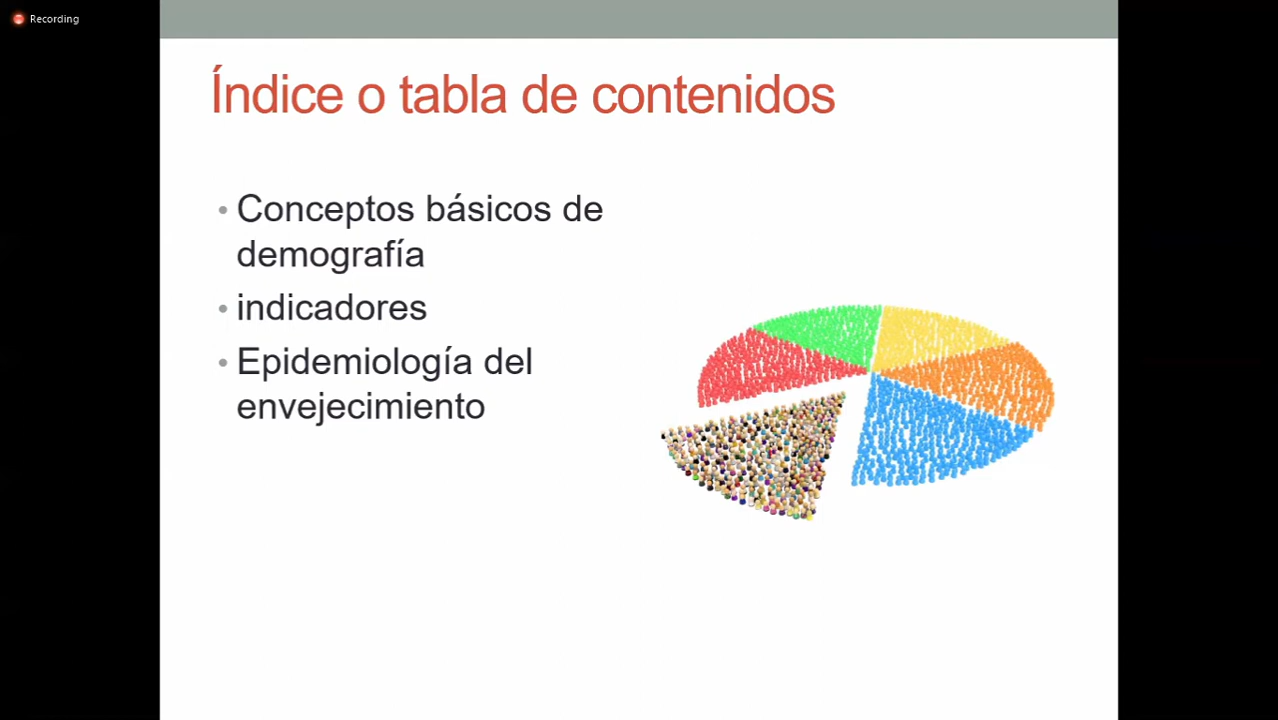 Recording
Índice o tabla de contenidos
• Conceptos básicos de
demografía
• indicadores
• Epidemiología del
envejecimiento